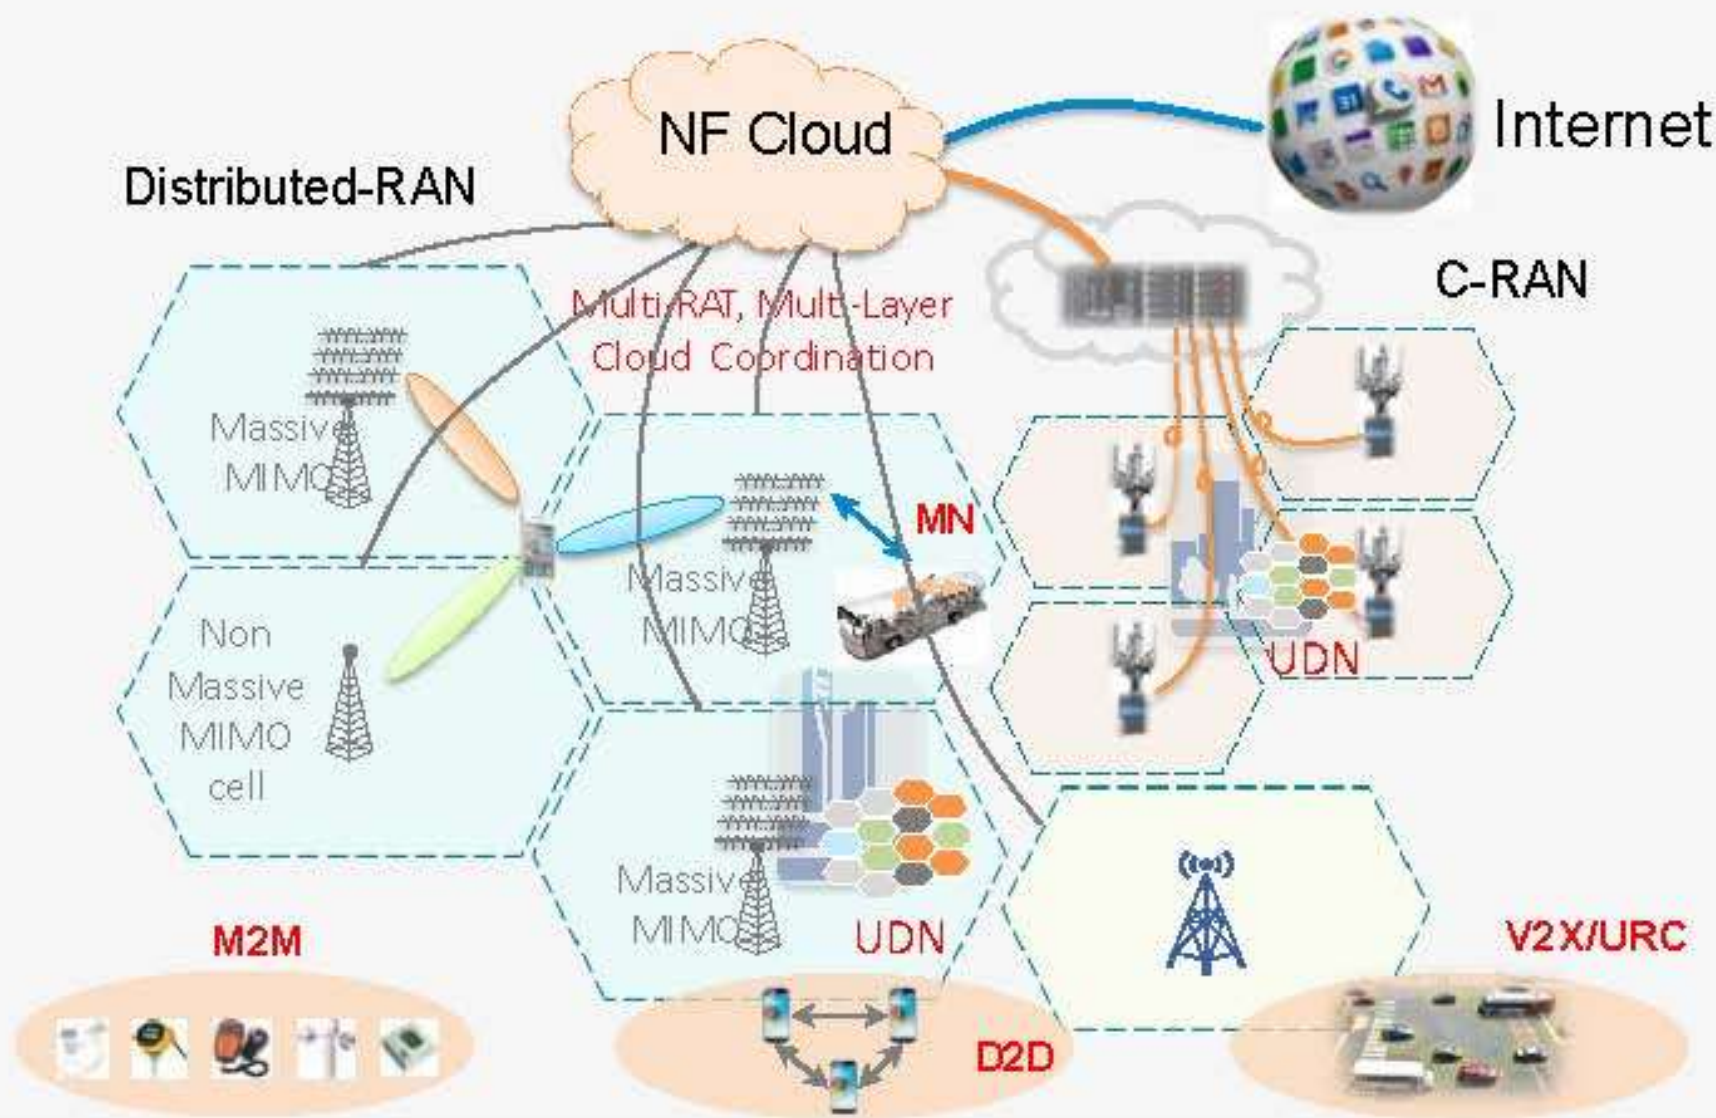 NF Cloud
Internet
Distributed-RAN
C-RAN
Multi-RAT, Multi-Layer
Cloud Coordination
Massive
MIMO
MN
Massive
MIMO
Non
Massive
MIMO
cell
UDN
Massive
MIMO
UDN
M2M
V2X/URC
D2D